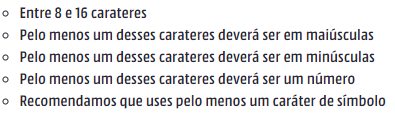 Entre 8 e 16 carateres
Pelo menos um desses carateres deverá ser em maiúsculas
Pelo menos um desses carateres deverá ser em minúsculas
Pelo menos um desses carateres deverá ser um número
Recomendamos que uses pelo menos um caráter de símbolo